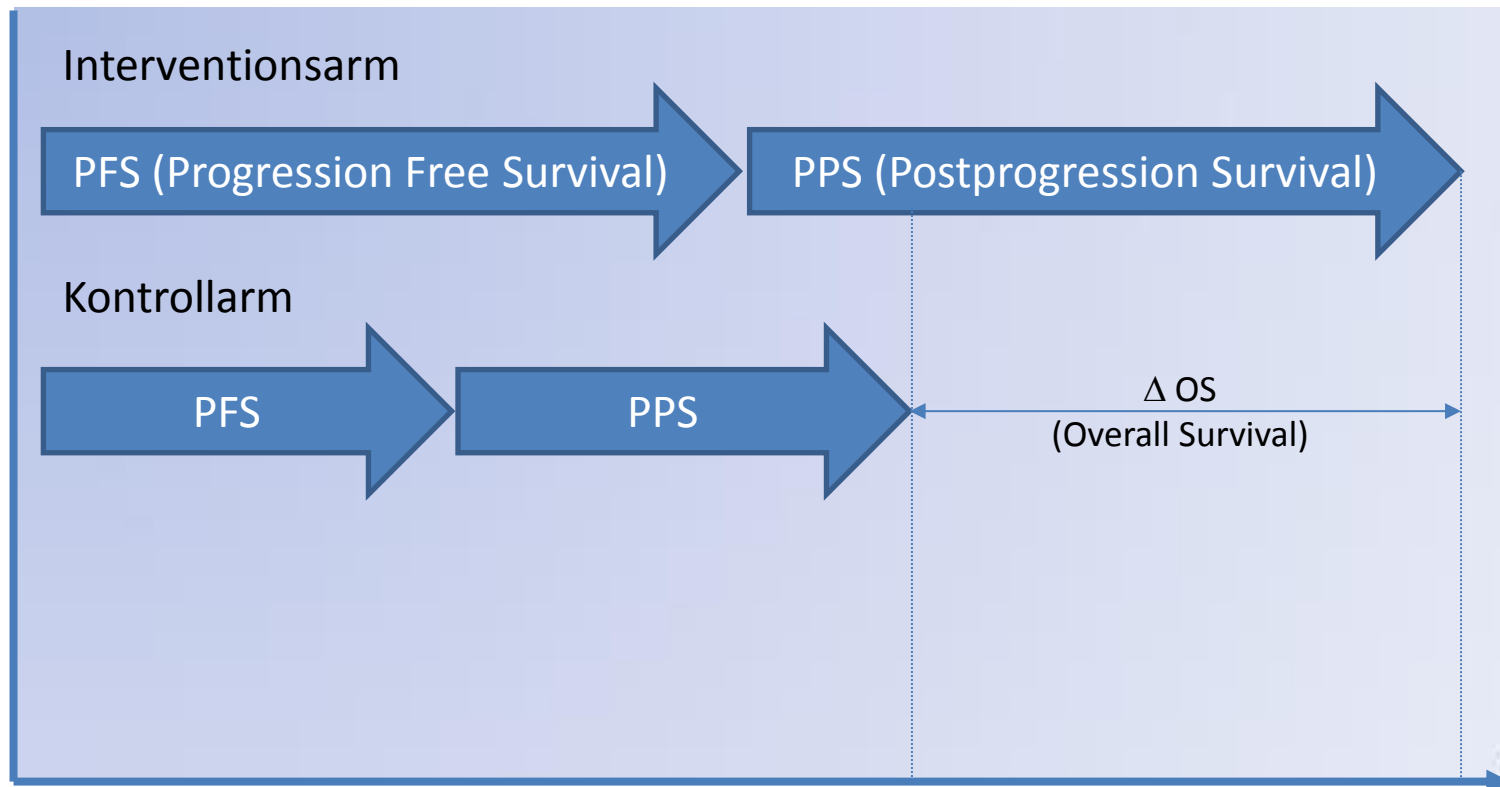 Interventionsarm
PFS (Progression Free Survival)
PPS (Postprogression Survival)
Kontrollarm
PFS
PPS
Δ OS
(Overall Survival)